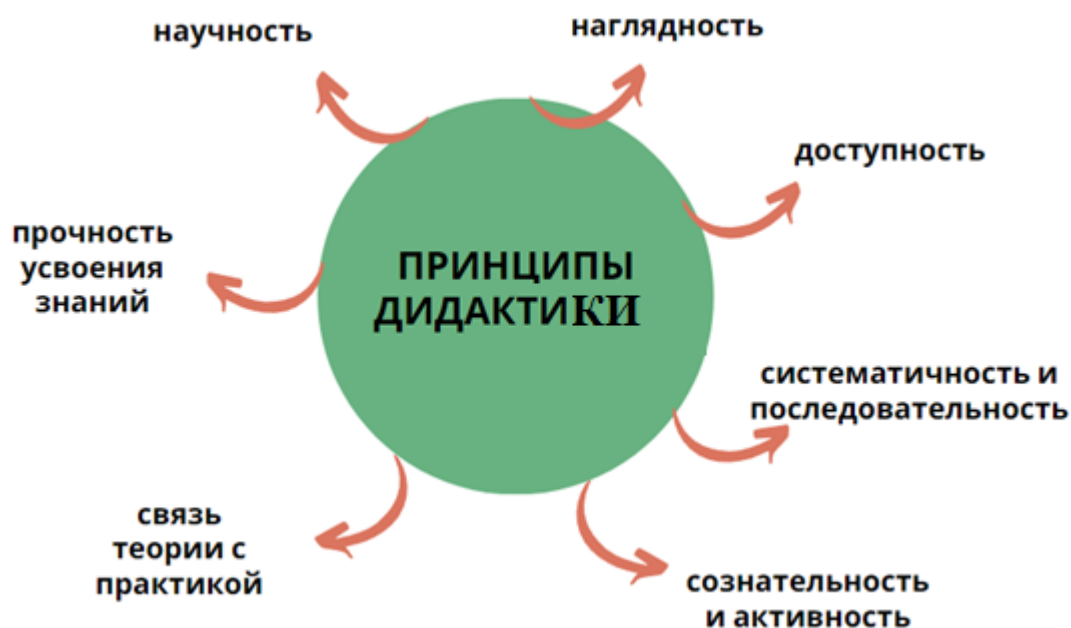 научность
наглядность
доступность
прочность
усвоения
знаний
ПРИНЦИПЫ
ДИДАКТИКИ
систематичность и
последовательность
связь
теории с
практикой
сознательность
и активность